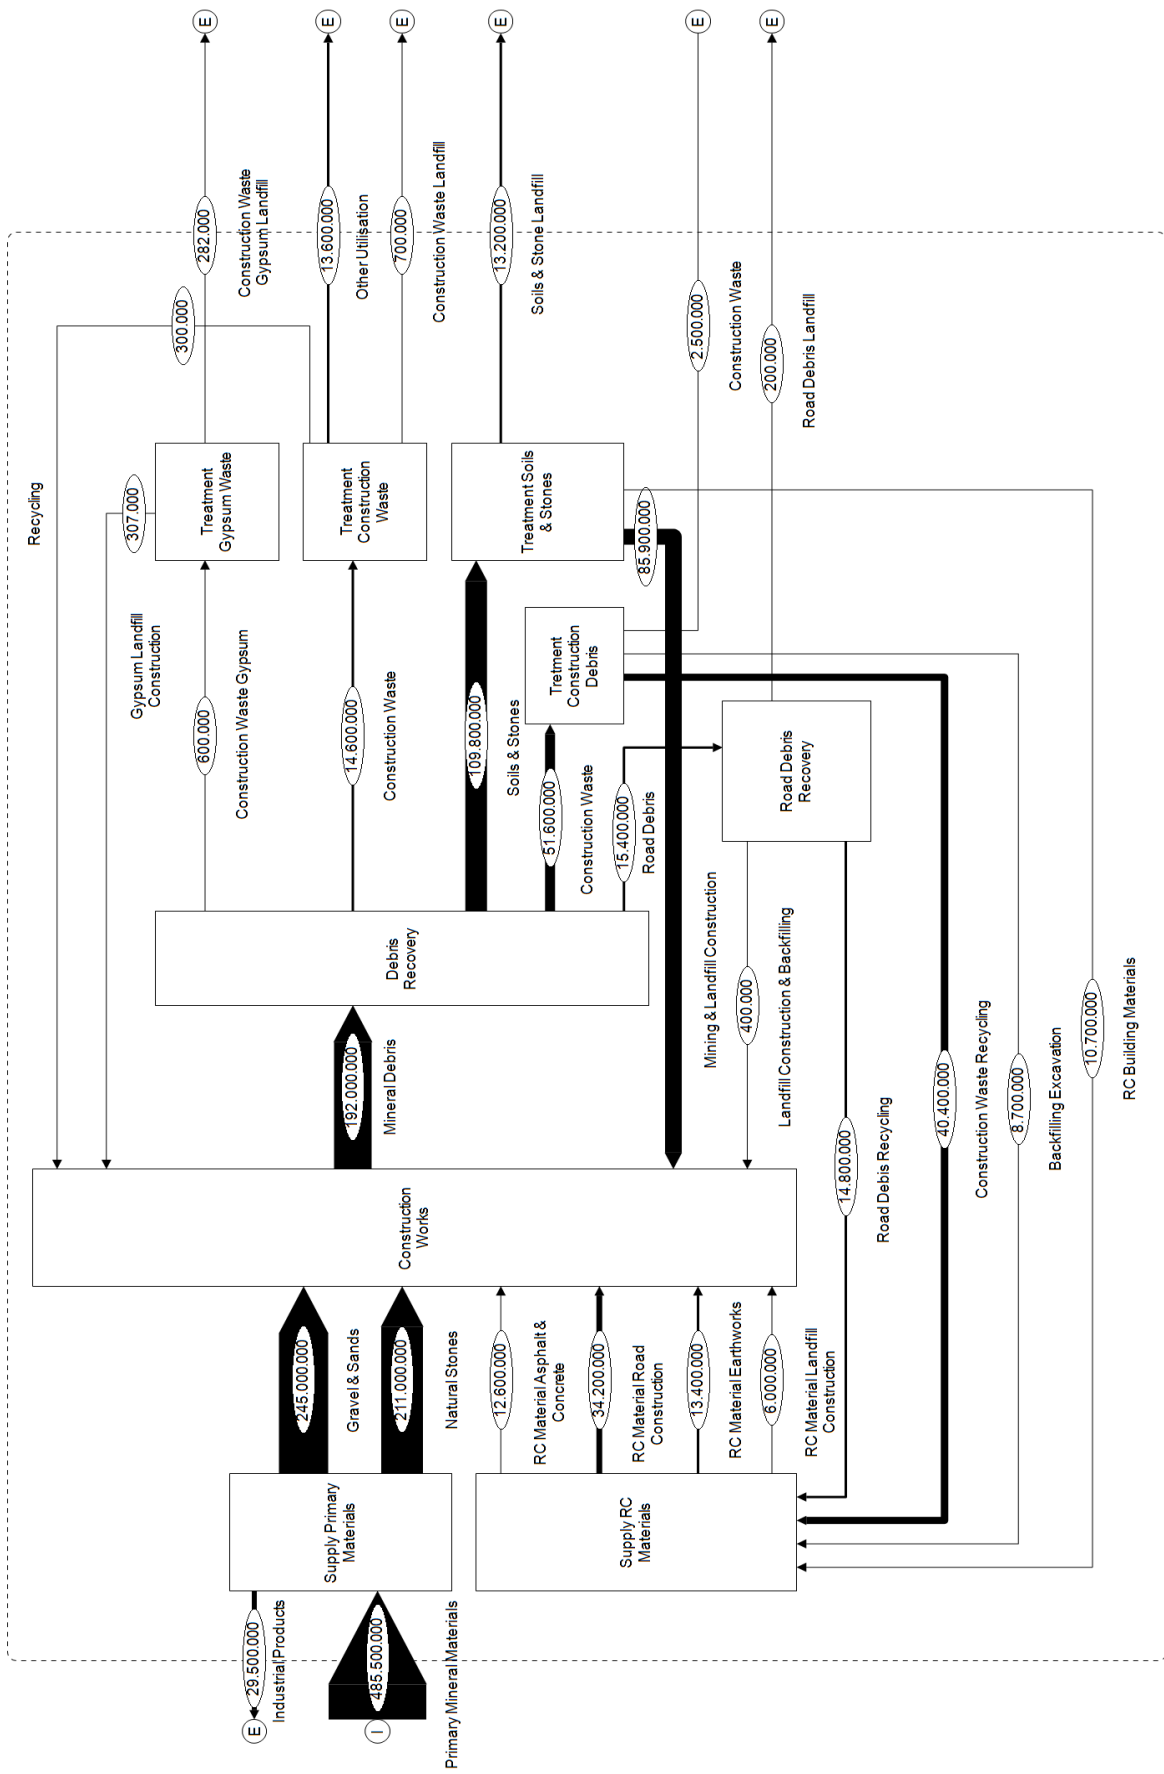 E
29.500.000
Industrial Products
I
485.500.000
Primary Mineral Materials
Supply Primary
Materials
Supply RC
Materials
245.000.000
Gravel & Sands
211.000.000
Natural Stones
12.600.000
RC Material Asphalt &
Concrete
34.200.000
RC Material Road
Construction
13.400.000
RC Material Earthworks
6.000.000
RC Material Landfill
Construction
Construction
Works
192.000.000
Mineral Debris
Debris
Recovery
Recycling
300.000
307.000
Gypsum Landfill
Construction
600.000
Construction Waste Gypsum
14.600.000
Construction Waste
109.800.000
Soils & Stones
51.600.000
Construction Waste
15.400.000
Road Debris
Treatment
Gypsum Waste
Treatment
Construction
Waste
Treatment Soils
& Stones
Tretment
Construction
Debris
Road Debris
Recovery
85.900.000
Mining & Landfill Construction
400.000
Landfill Construction & Backfilling
14.800.000
Road Debis Recycling
40.400.000
Construction Waste Recycling
8.700.000
Backfilling Excavation
10.700.000
RC Building Materials
282.000
Construction Waste
Gypsum Landfill
E
13.600.000
Other Utilisation
E
700.000
Construction Waste Landfill
E
13.200.000
Soils & Stone Landfill
E
2.500.000
Construction Waste
E
200.000
Road Debris Landfill
E